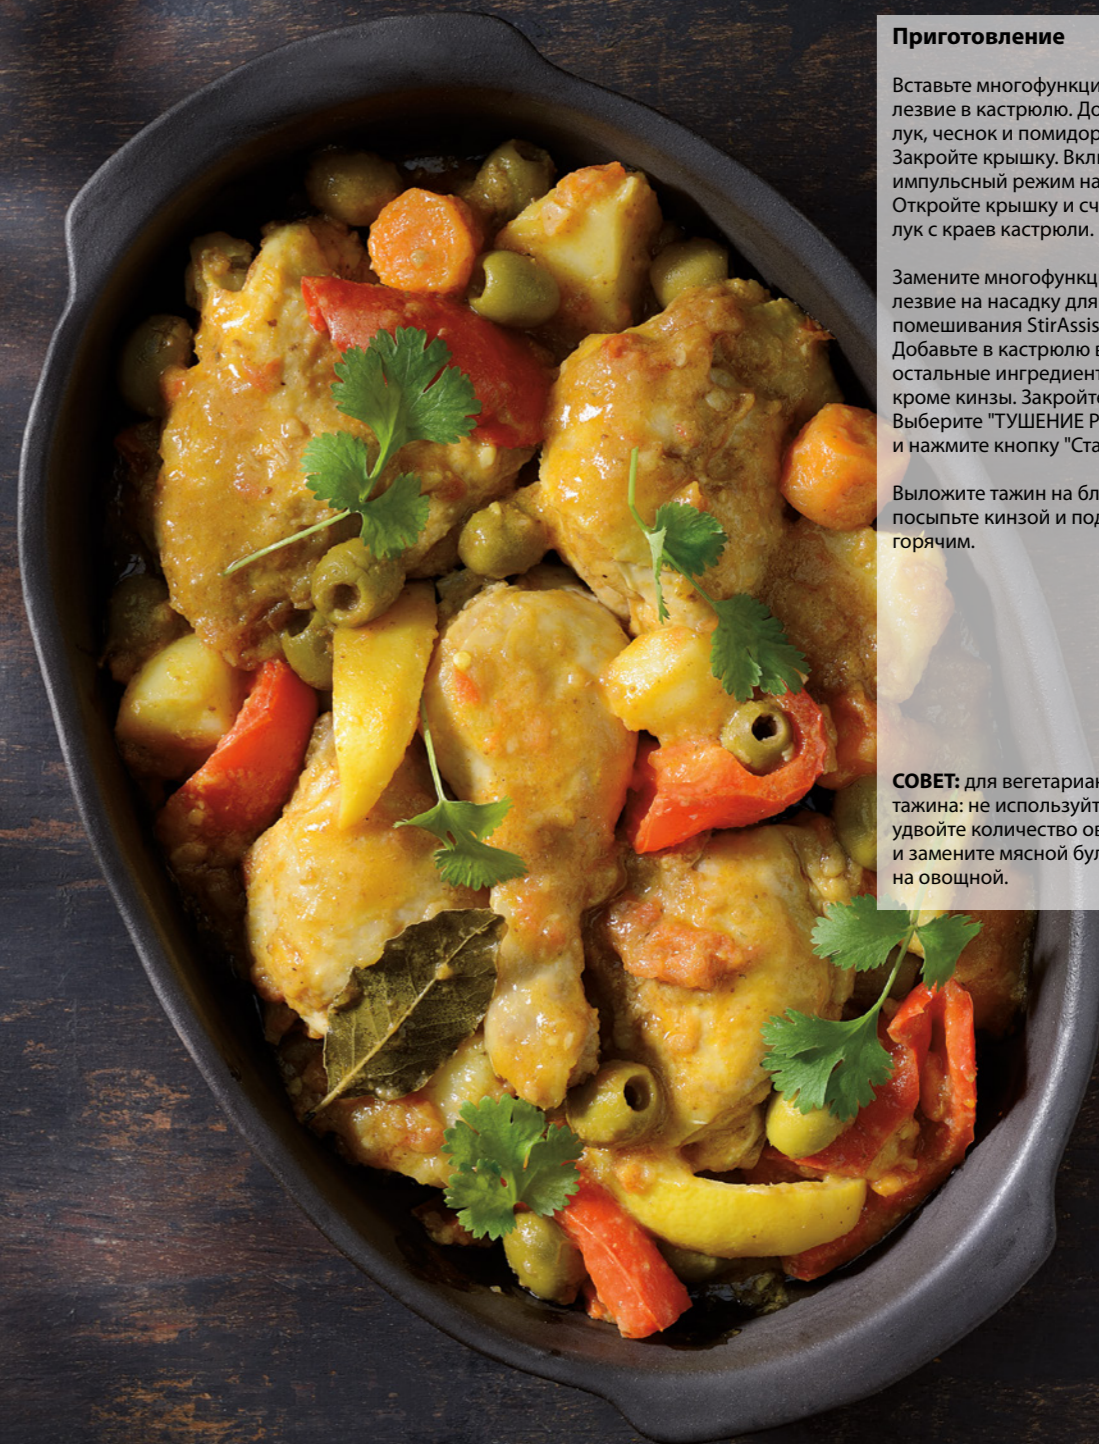 Приготовление
Вставьте многофункци
лезвие в кастрюлю. До
лук, чеснок и помидор
Закройте крышку. Вкл
импульсный режим на
Откройте крышку и сч
лук с краев кастрюли.
Замените многофункц
лезвие на насадку для
помешивания StirAssis
Добавьте в кастрюлю в
остальные ингредиент
кроме кинзы. Закройт
Выберите "ТУШЕНИЕ Р
и нажмите кнопку "Ста
Выложите тажин на бл
посыпьте кинзой и под
горячим.
СОВЕТ: для вегетариан
тажина: не используйт
удвойте количество ов
и замените мясной бул
на овощной.